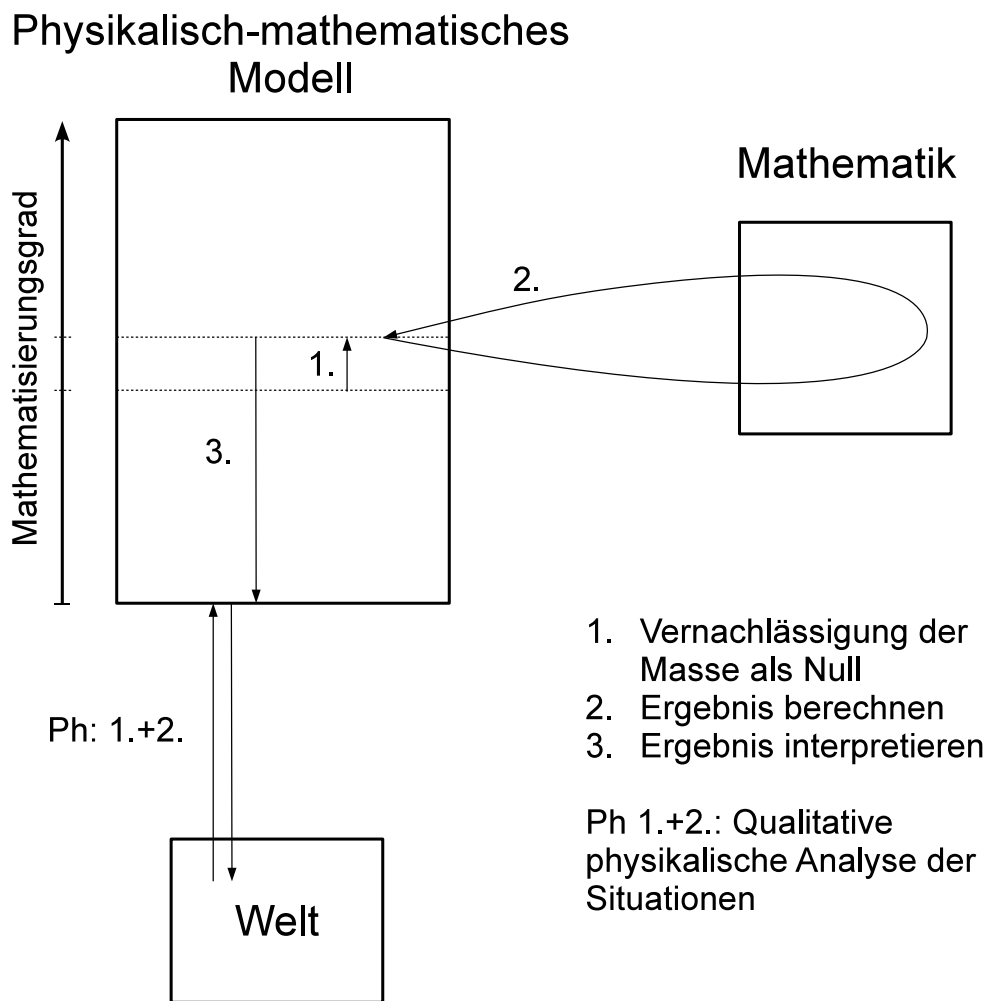 Physikalisch-mathematisches
Modell
Mathematik
Mathematisierungsgrad
2.
1.
3.
Ph: 1.+2.
Welt
1. Vernachlässigung der
Masse als Null
2. Ergebnis berechnen
3. Ergebnis interpretieren
Ph 1.+2.: Qualitative
physikalische Analyse der
Situationen